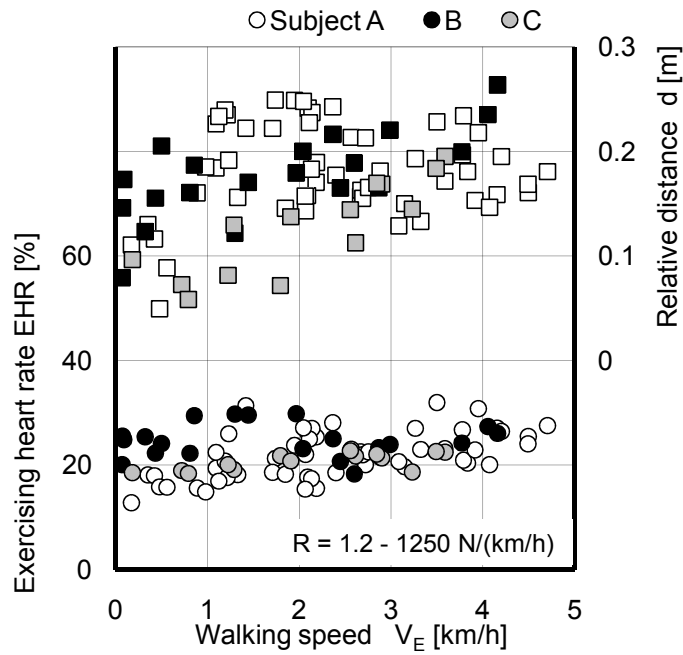 Subject A B C
0.3
0.2
0.1
0
Relative distance d [m]
60
40
20
0
Exercising heart rate EHR [%]
R = 1.2 - 1250 N/(km/h)
0 1 2 3 4 5
Walking speed V_E [km/h]